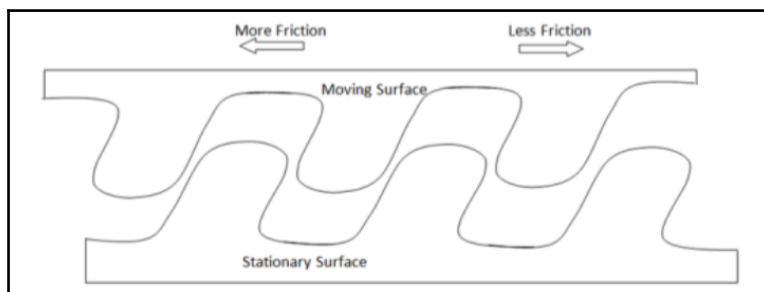 More Friction
Less Friction
Moving Surface
Stationary Surface